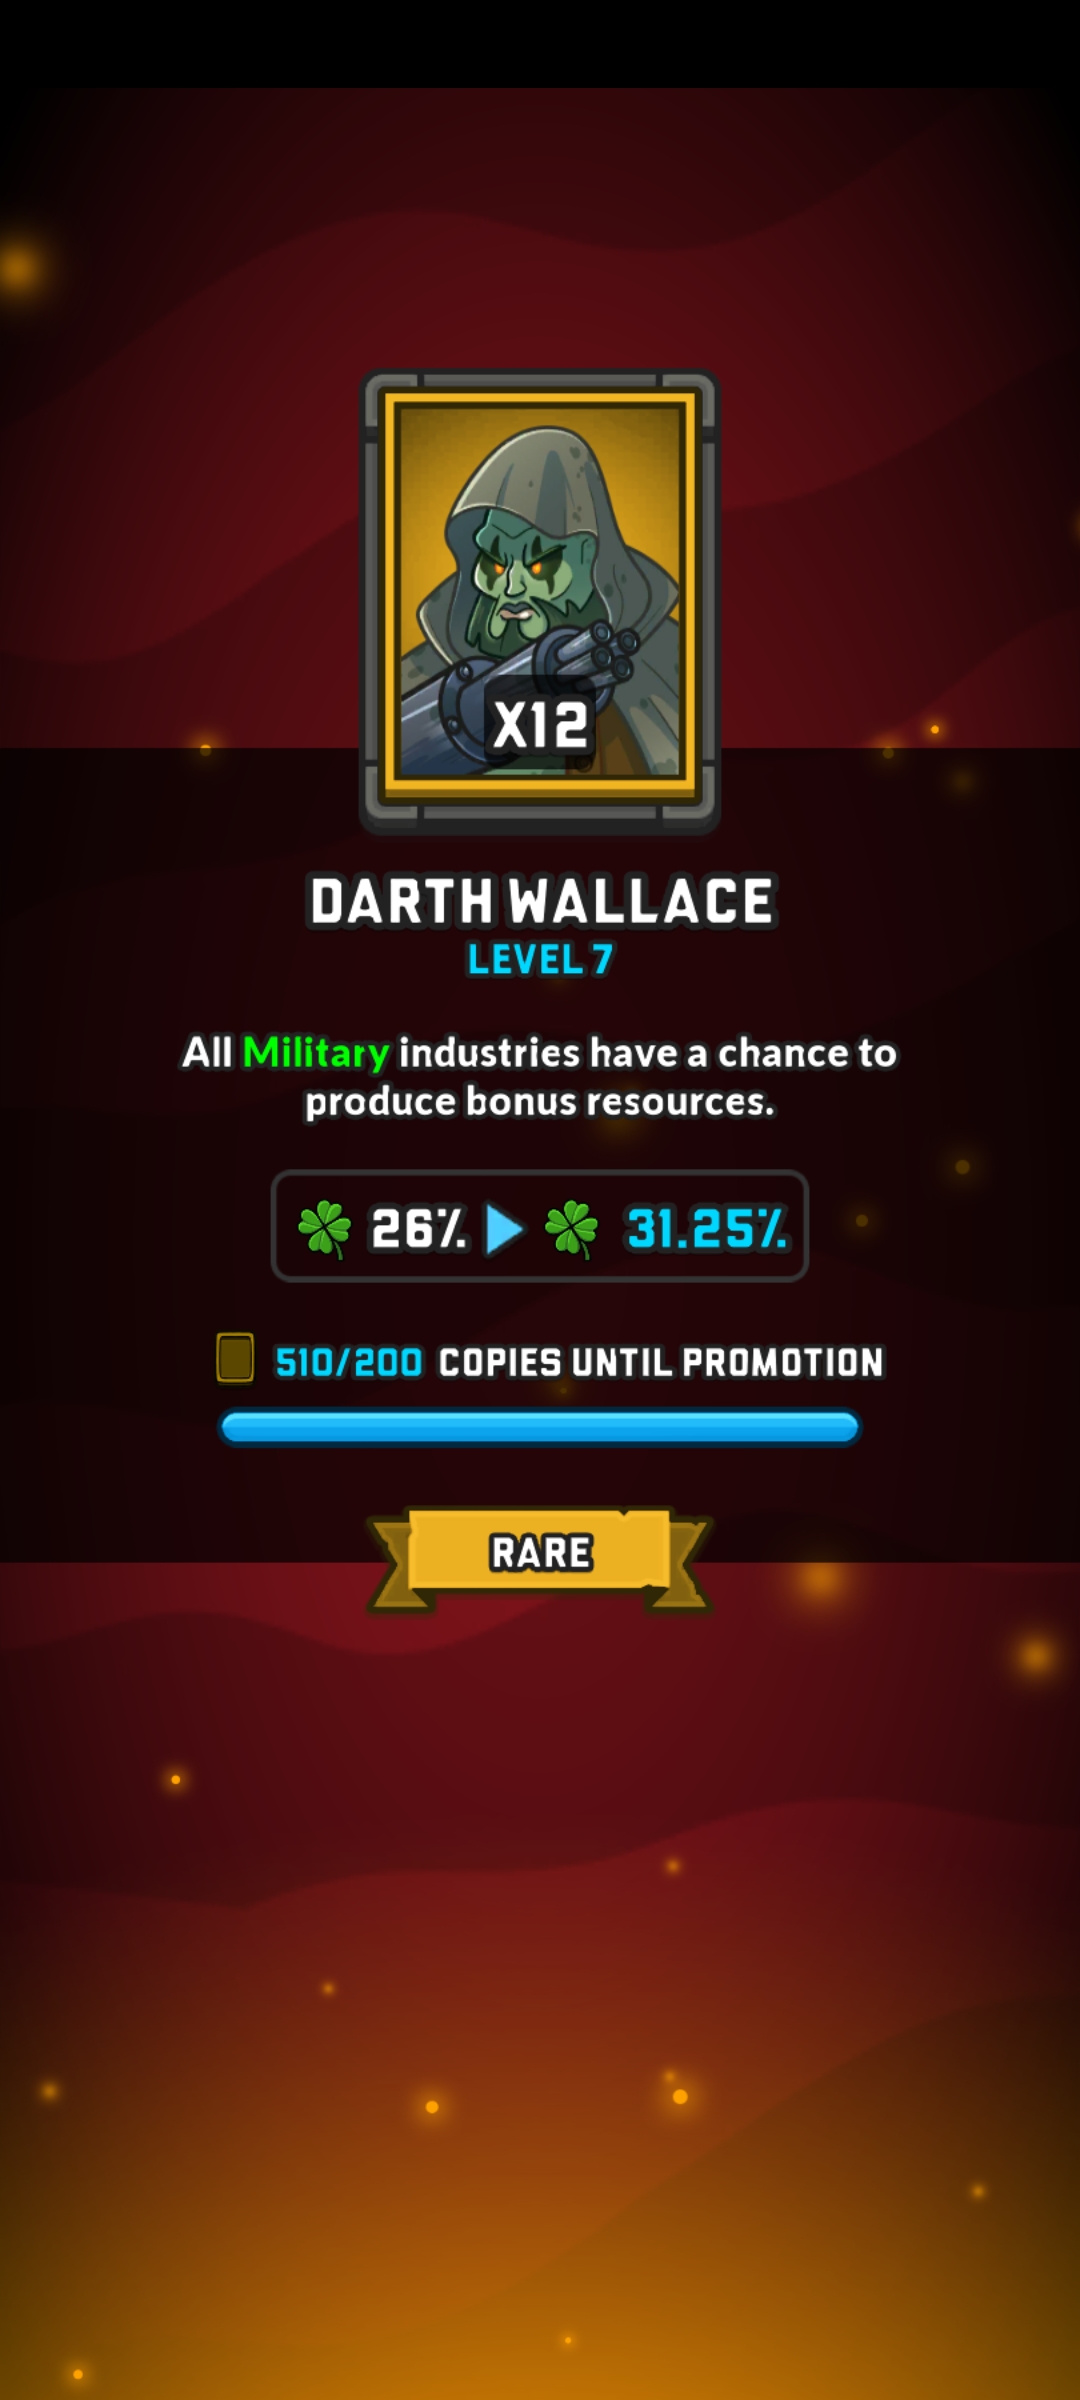 X12
DARTH WALLACE
LEVEL 7
All Military industries have a chance to
produce bonus resources.
26% 31.25%
510/200 COPIES UNTIL PROMOTION
RARE